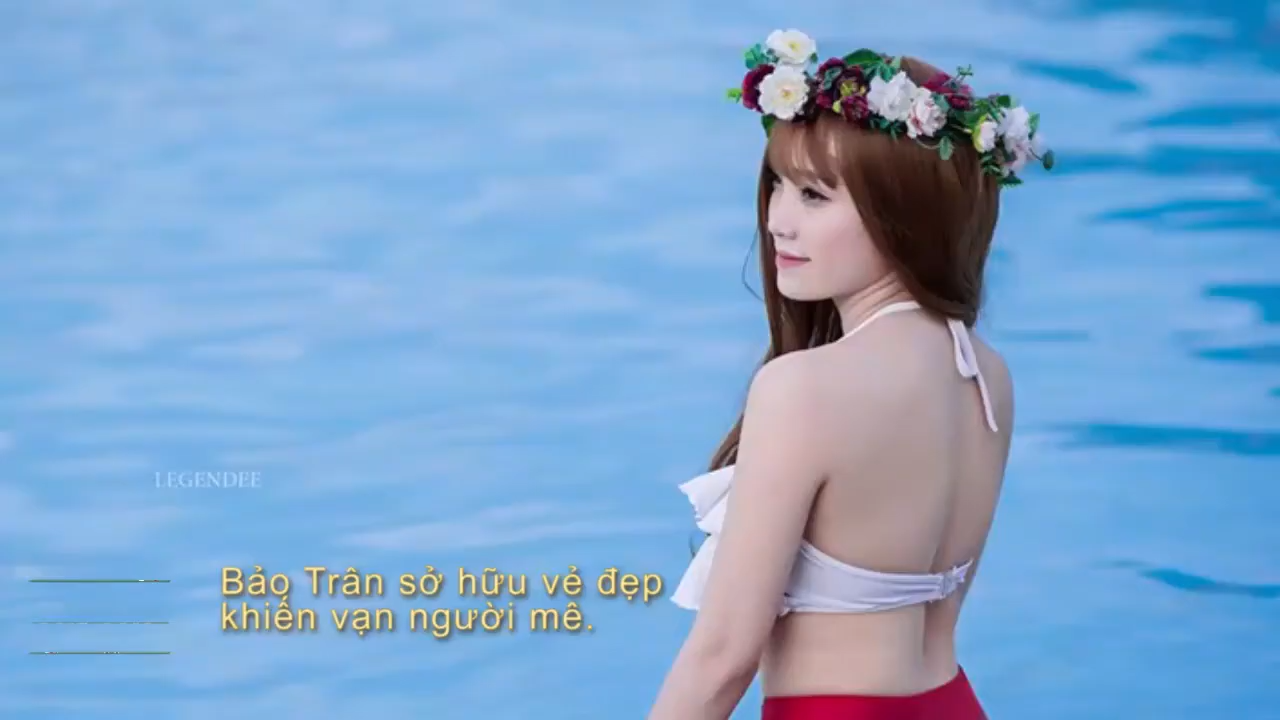 LEGENDEE
Bảo Trân sở hữu vẻ đẹp
khiến vạn người mê.